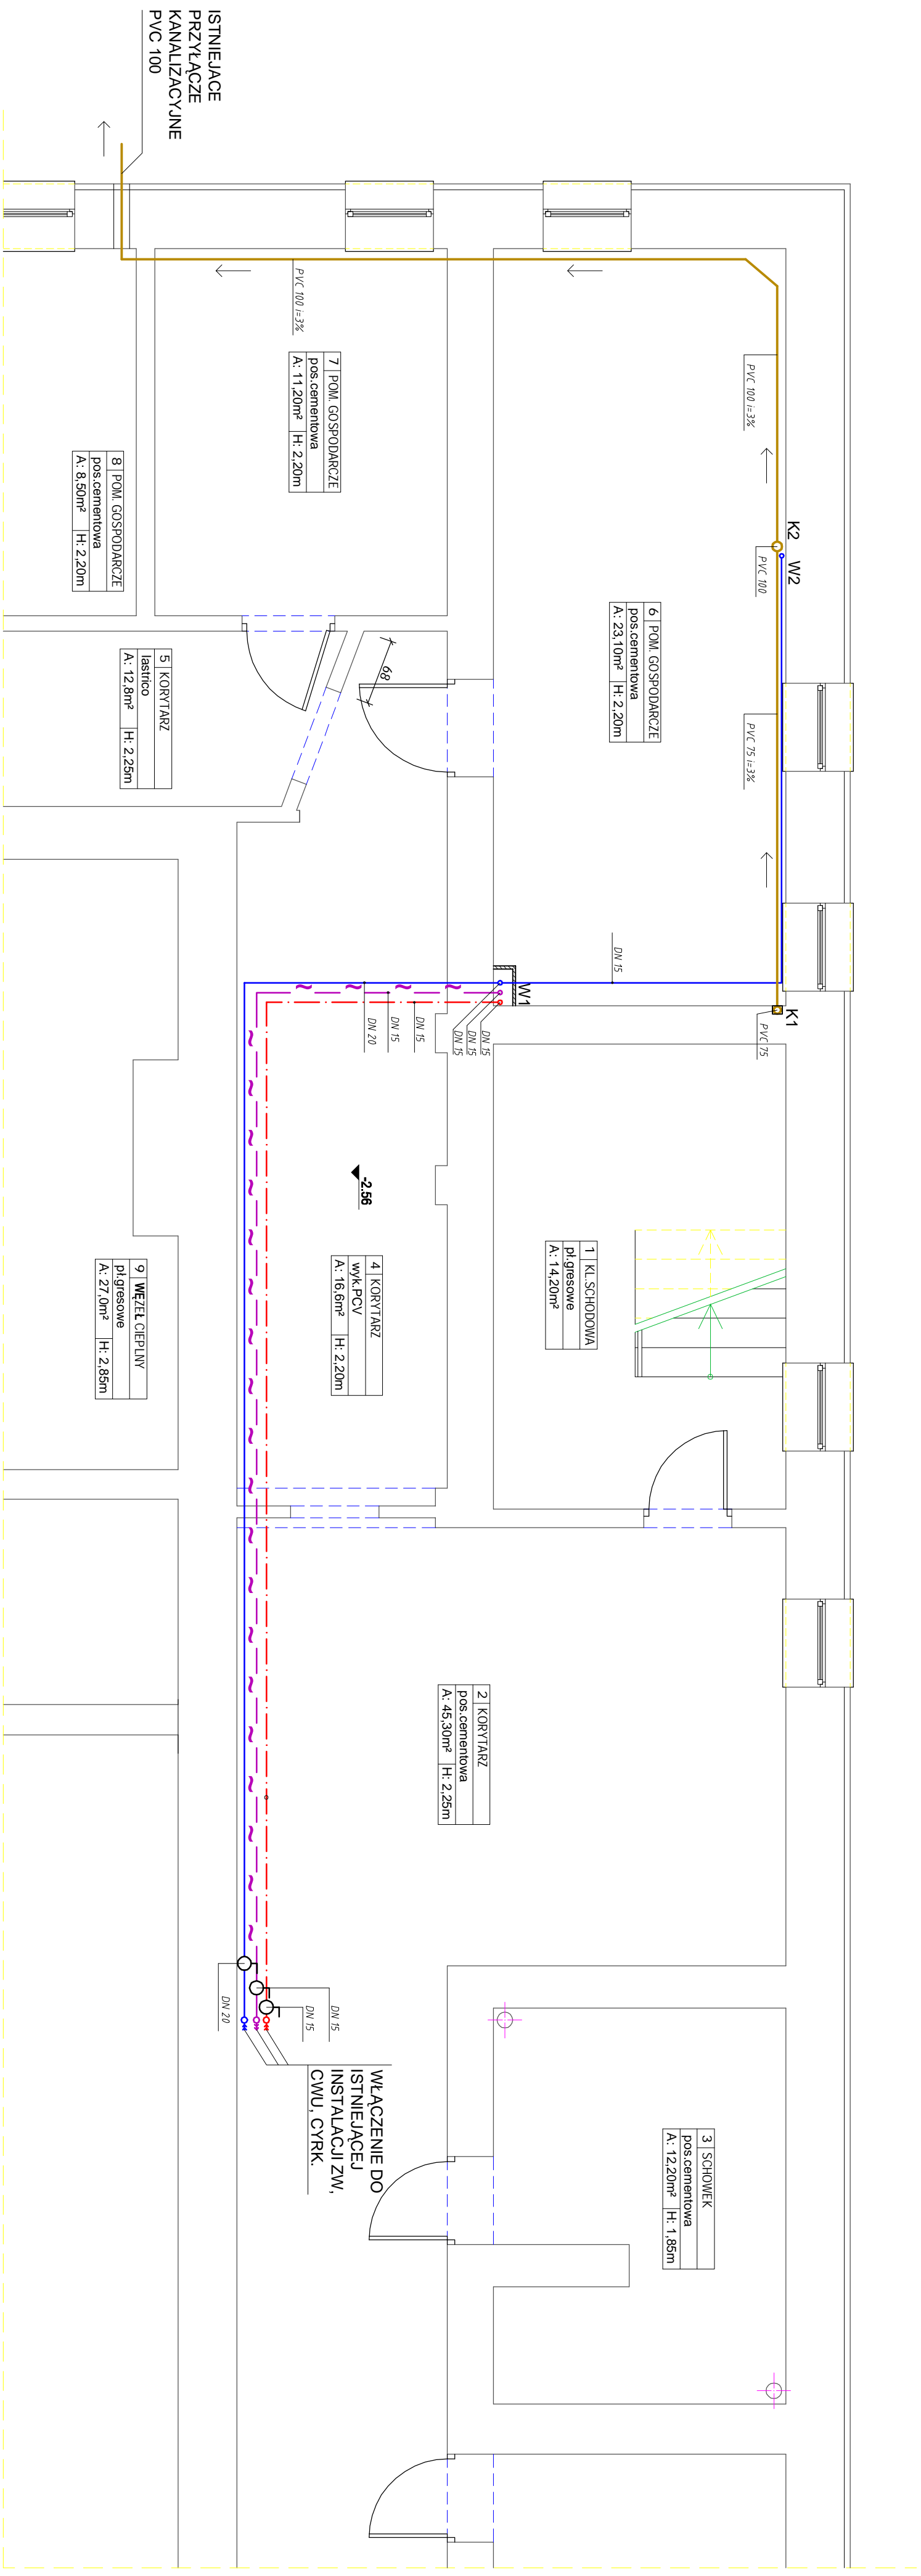 ISTNIEJACE
PRZYŁĄCZE
KANALIZACYJNE
PVC 100
PVC 100 i=3%
7 POM. GOSPODARCZE
pos.cementowa
A: 11,20m² H: 2,20m
8 POM. GOSPODARCZE
pos.cementowa
A: 8,50m² H: 2,20m
PVC 100 i=3%
K2
W2
PVC 100
6 POM. GOSPODARCZE
pos.cementowa
A: 23,10m² H: 2,20m
5 KORYTARZ
lastrico
A: 12,8m² H: 2,25m
68
PVC 75 i=3%
DN 15
W1
K1
PVC 75
DN 15
DN 15
DN 15
DN 15
DN 15
DN 20
-2.56
1 KL.SCHODOWA
pł.gresowe
A: 14,20m²
4 KORYTARZ
wyk.PCV
A: 16,6m² H: 2,20m
9 WĘZEŁ CIEPLNY
pł.gresowe
A: 27,0m² H: 2,85m
2 KORYTARZ
pos.cementowa
A: 45,30m² H: 2,25m
DN 15
DN 15
DN 20
WŁĄCZENIE DO
ISTNIEJĄCEJ
INSTALACJI ZW,
CWU, CYRK.
3 SCHOWEK
pos.cementowa
A: 12,20m² H: 1,85m